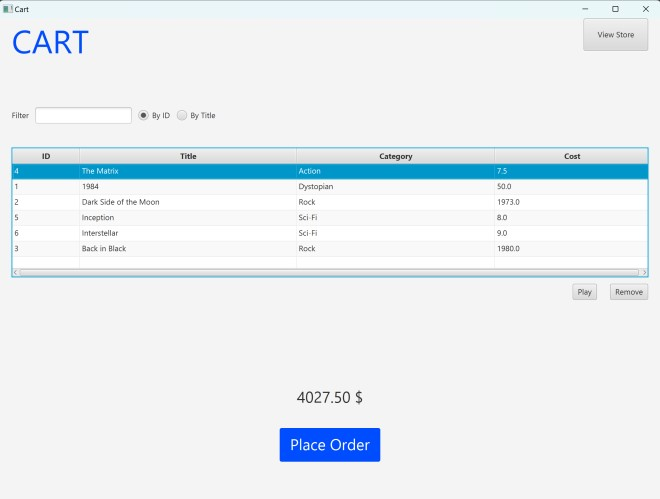 Cart
CART
View Store
Filter By ID By Title
ID Title Category Cost
4 The Matrix Action 7.5
1 1984 Dystopian 50.0
2 Dark Side of the Moon Rock 1973.0
5 Inception Sci-Fi 8.0
6 Interstellar Sci-Fi 9.0
3 Back in Black Rock 1980.0
Play Remove
4027.50 $
Place Order